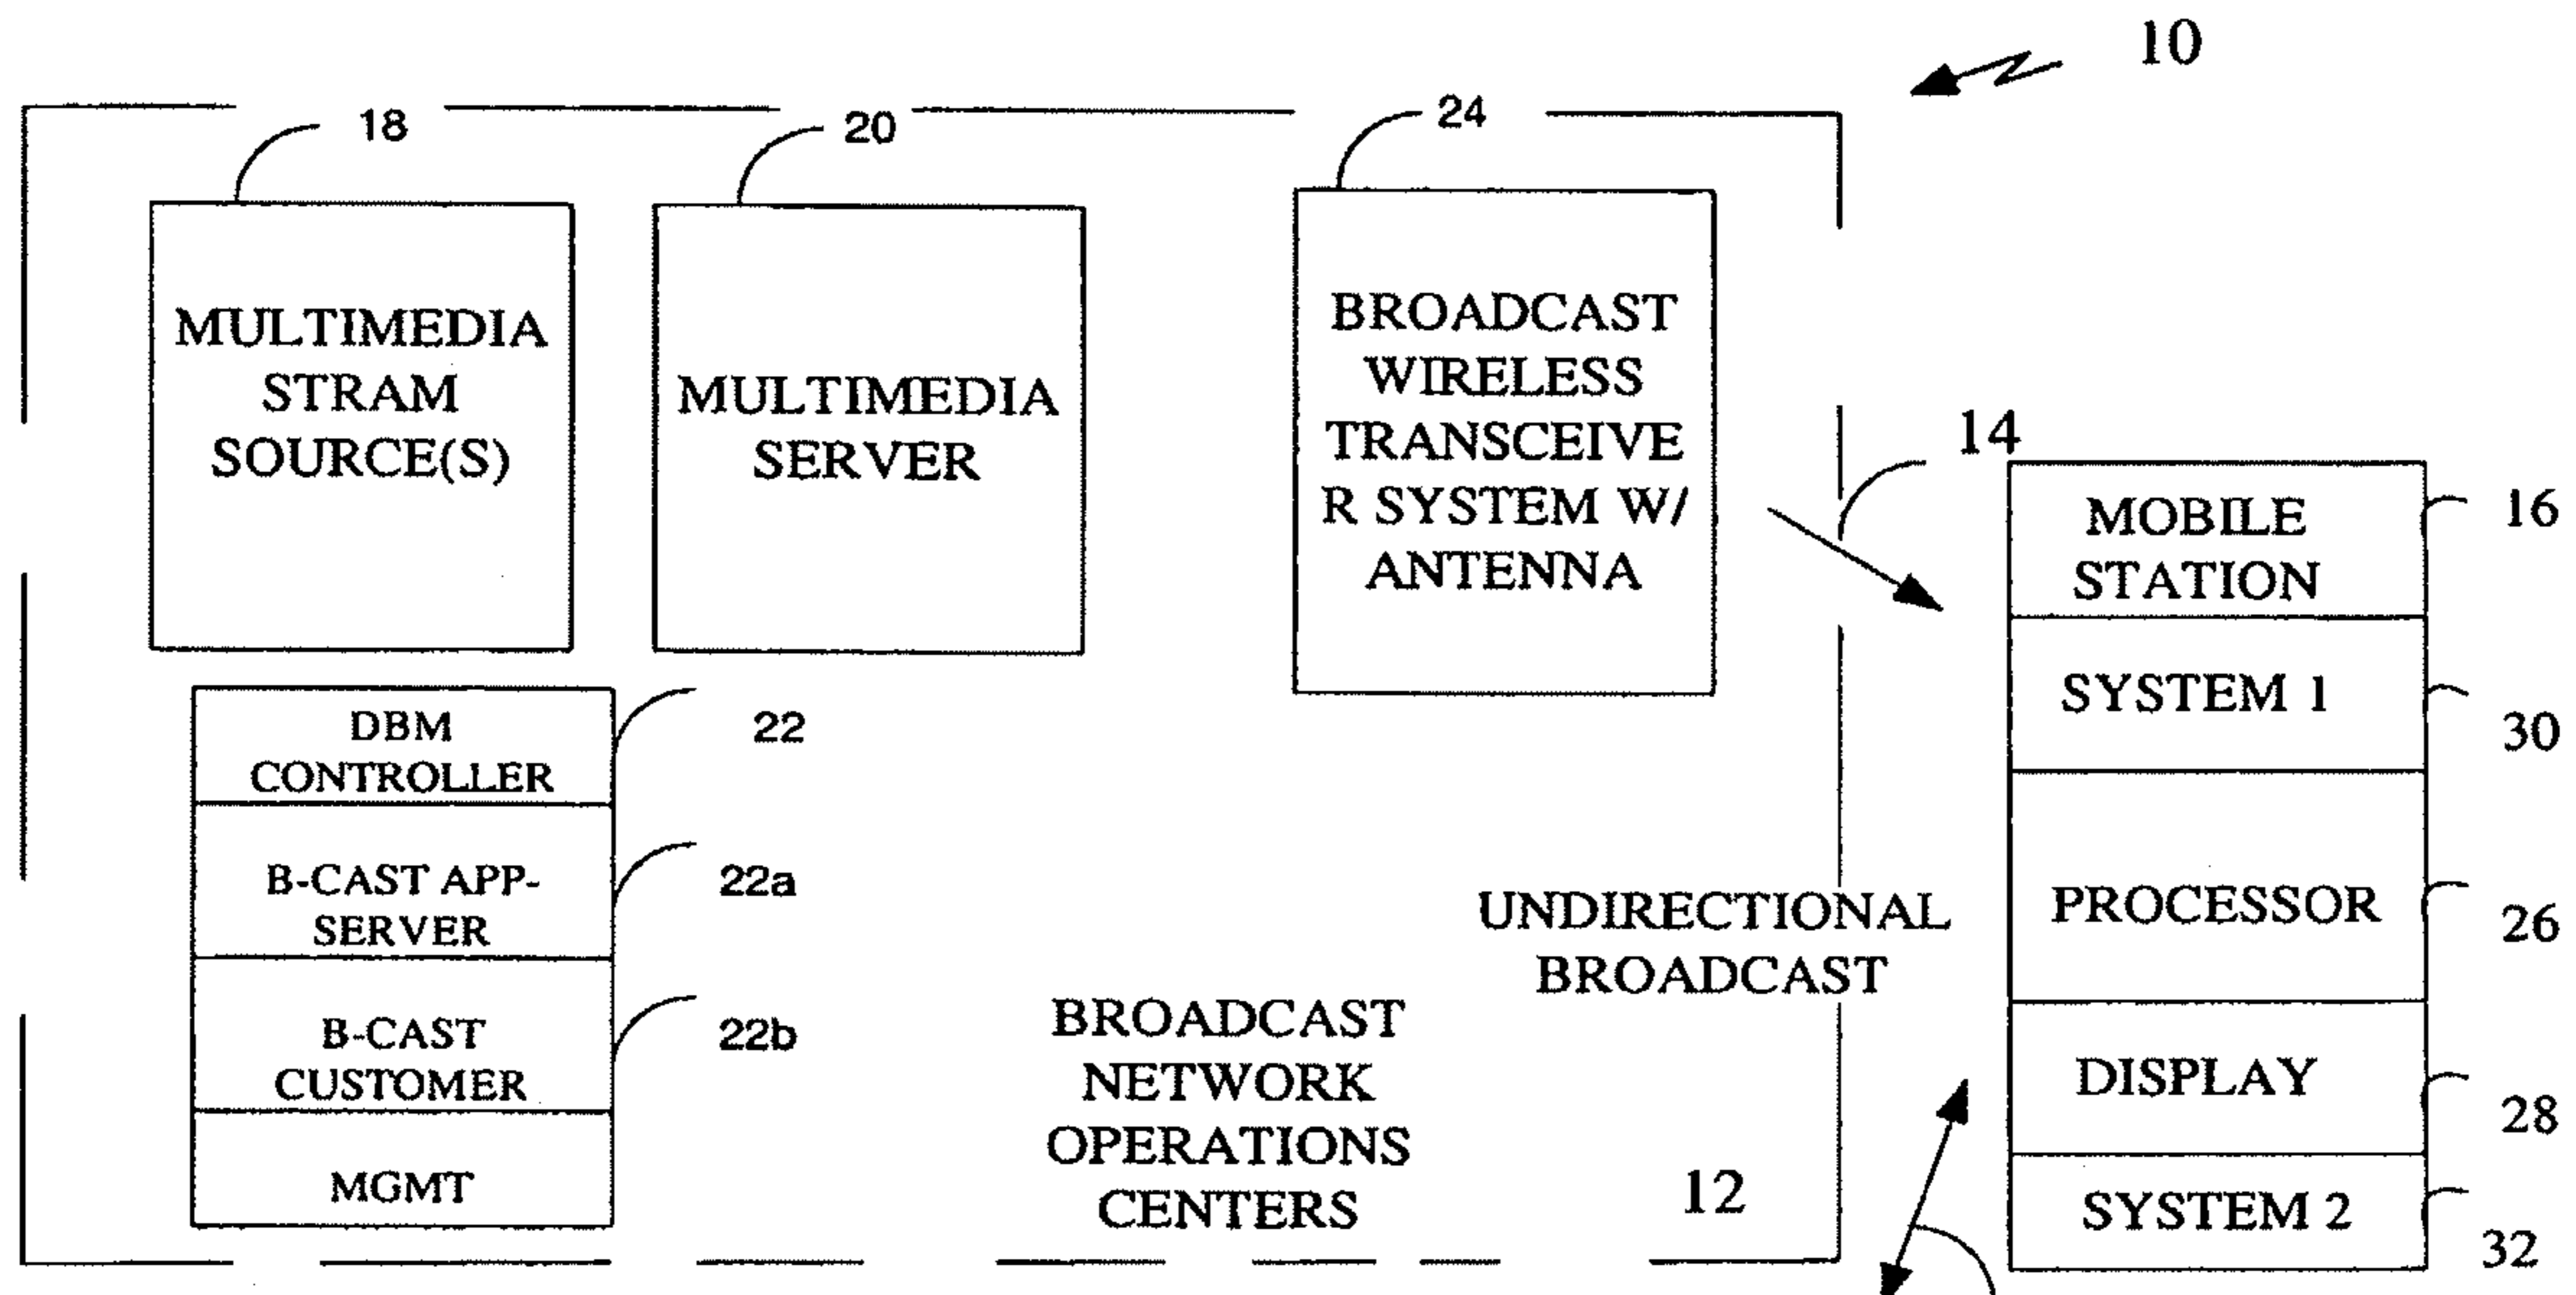 10
18
20
24
MULTIMEDIA
STRAM
SOURCE(S)
MULTIMEDIA
SERVER
BROADCAST
WIRELESS
TRANSCEIVE
R SYSTEM W/
ANTENNA
14
MOBILE
STATION
16
SYSTEM 1
30
PROCESSOR
26
DISPLAY
28
SYSTEM 2
32
DBM
CONTROLLER
22
B-CAST APP-
SERVER
22a
B-CAST
CUSTOMER
22b
MGMT
UNDIRECTIONAL
BROADCAST
BROADCAST
NETWORK
OPERATIONS
CENTERS
12